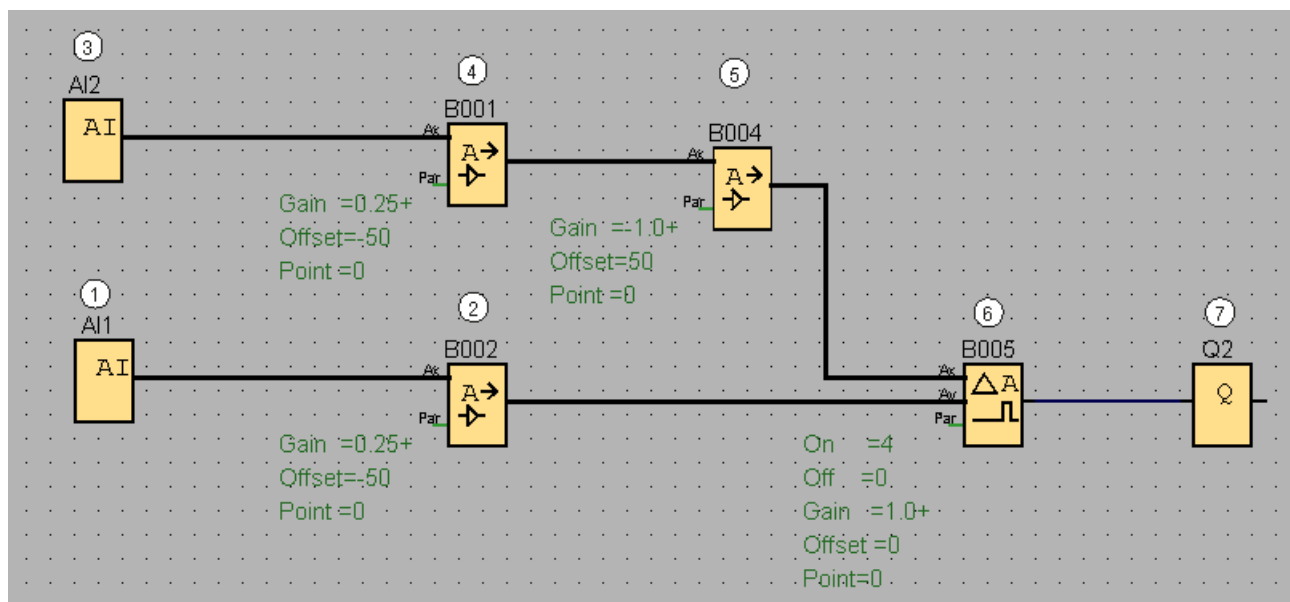 3
AI2
AI
4
B001
Ax
A→
Par
Gain =0.25+
Offset=-50
Point =0
5
B004
Ax
A→
Par
Gain =-1.0+
Offset=50
Point =0
1
AI1
AI
2
B002
Ax
A→
Par
Gain =0.25+
Offset=-50
Point =0
6
B005
Ax
△A
Ay
Par
On =4
Off =0
Gain =1.0+
Offset =0
Point=0
7
Q2
Q